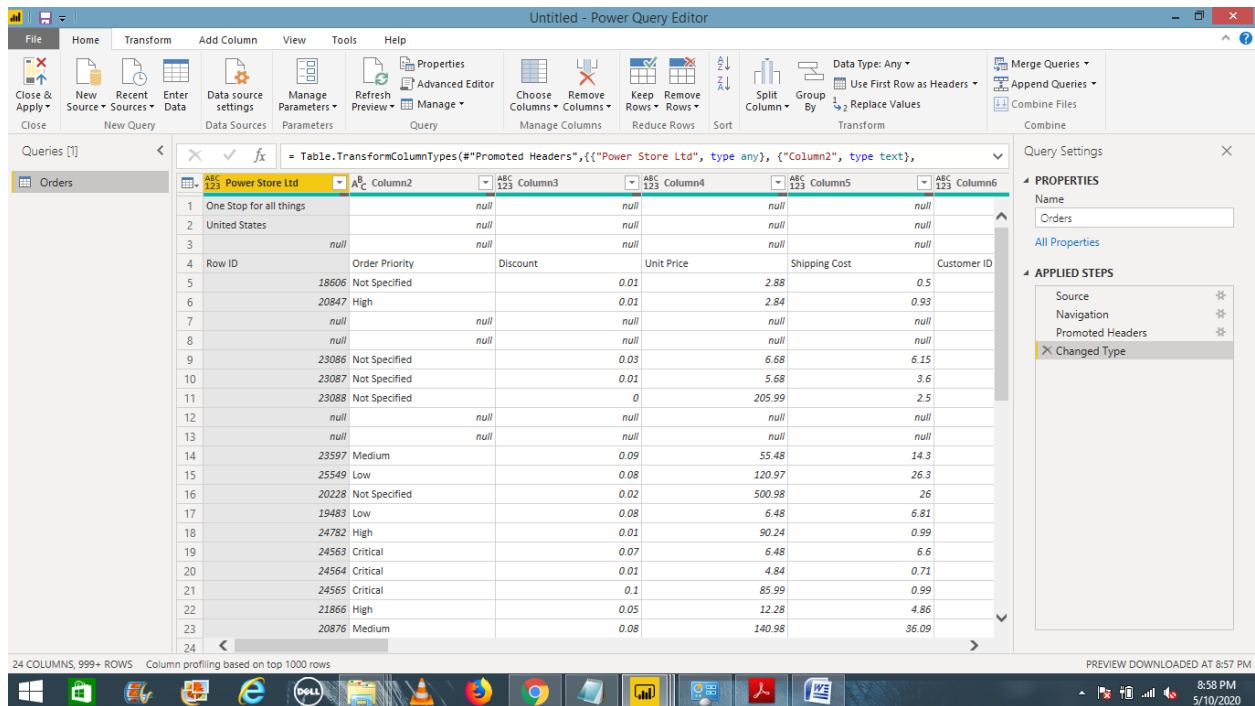 Untitled - Power Query Editor
File Home Transform Add Column View Tools Help
Close & Apply New Source Recent Sources Enter Data Data source settings Manage Parameters Refresh Preview Properties Advanced Editor Manage Choose Columns Remove Columns Keep Rows Remove Rows Split Column Group By Data Type: Any Use First Row as Headers Replace Values Merge Queries Append Queries Combine Files
Close New Query Data Sources Parameters Query Manage Columns Reduce Rows Sort Transform Combine
Queries [1]
Orders
fx = Table.TransformColumnTypes(#"Promoted Headers",{{"Power Store Ltd", type any}, {"Column2", type text},
ABC 123 Power Store Ltd ABC Column2 ABC 123 Column3 ABC 123 Column4 ABC 123 Column5 ABC 123 Column6
1 One Stop for all things null null null null
2 United States null null null null
3 null null null null null
4 Row ID Order Priority Discount Unit Price Shipping Cost Customer ID
5 18606 Not Specified 0.01 2.88 0.5
6 20847 High 0.01 2.84 0.93
7 null null null null null
8 null null null null null
9 23086 Not Specified 0.03 6.68 6.15
10 23087 Not Specified 0.01 5.68 3.6
11 23088 Not Specified 0 205.99 2.5
12 null null null null null
13 null null null null null
14 23597 Medium 0.09 55.48 14.3
15 25549 Low 0.08 120.97 26.3
16 20228 Not Specified 0.02 500.98 26
17 19483 Low 0.08 6.48 6.81
18 24782 High 0.01 90.24 0.99
19 24563 Critical 0.07 6.48 6.6
20 24564 Critical 0.01 4.84 0.71
21 24565 Critical 0.1 85.99 0.99
22 21866 High 0.05 12.28 4.86
23 20876 Medium 0.08 140.98 36.09
24
Query Settings
PROPERTIES
Name
Orders
All Properties
APPLIED STEPS
Source
Navigation
Promoted Headers
Changed Type
24 COLUMNS, 999+ ROWS Column profiling based on top 1000 rows PREVIEW DOWNLOADED AT 8:57 PM
DELL
8:58 PM
5/10/2020